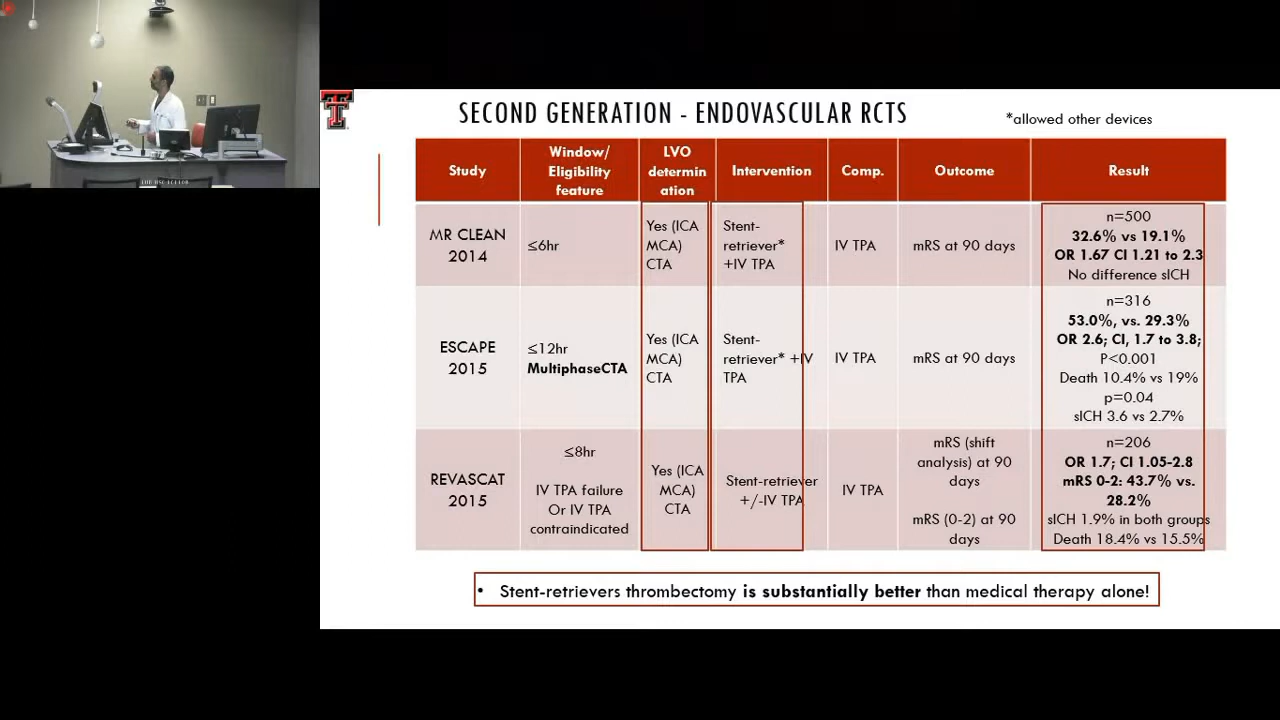 SECOND GENERATION - ENDOVASCULAR RCTS
*allowed other devices
Study
Window/
Eligibility
feature
LVO
determin
ation
Intervention
Comp.
Outcome
Result
MR CLEAN
2014
≤6hr
Yes (ICA
MCA)
CTA
Stent-
retriever*
+IV TPA
IV TPA
mRS at 90 days
n=500
32.6% vs 19.1%
OR 1.67 CI 1.21 to 2.3
No difference sICH
ESCAPE
2015
≤12hr
MultiphaseCTA
Yes (ICA
MCA)
CTA
Stent-
retriever* +IV
TPA
IV TPA
mRS at 90 days
n=316
53.0%, vs. 29.3%
OR 2.6; CI, 1.7 to 3.8;
P<0.001
Death 10.4% vs 19%
p=0.04
sICH 3.6 vs 2.7%
REVASCAT
2015
≤8hr
IV TPA failure
Or IV TPA
contraindicated
Yes (ICA
MCA)
CTA
Stent-retriever
+/-IV TPA
IV TPA
mRS (shift
analysis) at 90
days
mRS (0-2) at 90
days
n=206
OR 1.7; CI 1.05-2.8
mRS 0-2: 43.7% vs.
28.2%
sICH 1.9% in both groups
Death 18.4% vs 15.5%
• Stent-retrievers thrombectomy is substantially better than medical therapy alone!